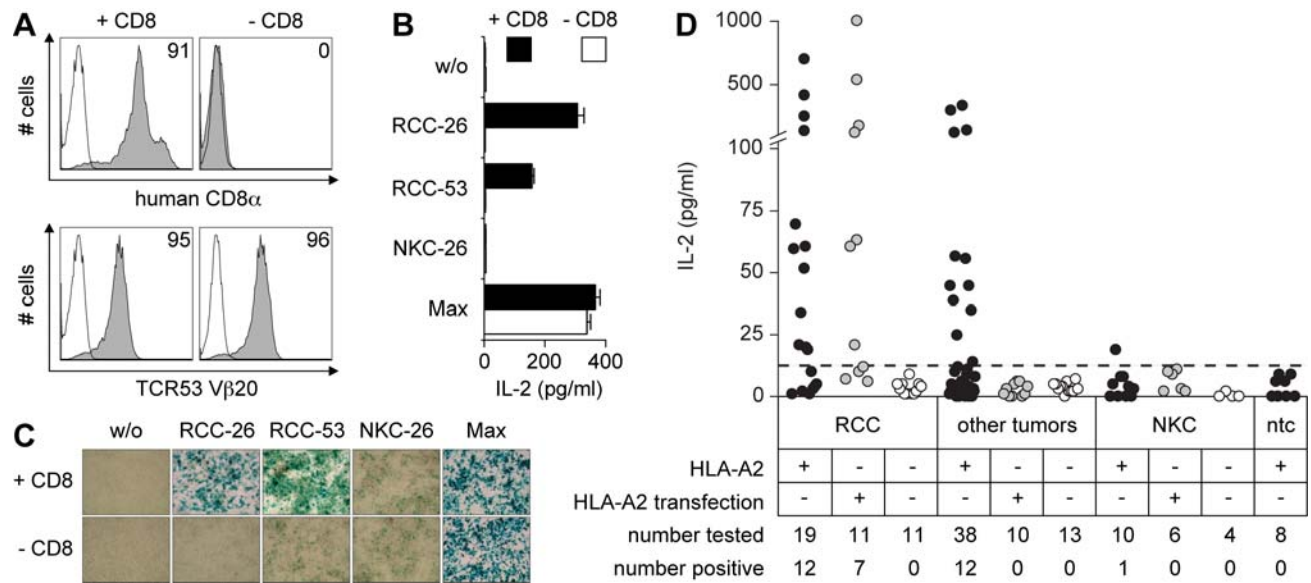 A
+ CD8 - CD8
91 0
# cells
human CD8α
95 96
# cells
TCR53 Vβ20
B
+ CD8 - CD8
w/o
RCC-26
RCC-53
NKC-26
Max
0 200 400
IL-2 (pg/ml)
C
w/o RCC-26 RCC-53 NKC-26 Max
+ CD8
- CD8
D
1000
500
100
75
50
25
0
IL-2 (pg/ml)
RCC other tumors NKC ntc
HLA-A2 + - - + - - + - - +
HLA-A2 transfection - + - - + - - + - -
number tested 19 11 11 38 10 13 10 6 4 8
number positive 12 7 0 12 0 0 1 0 0 0